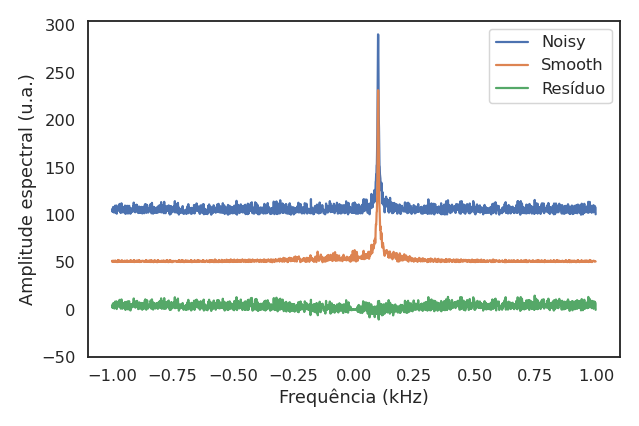 300
250
200
150
100
50
0
−50
Amplitude espectral (u.a.)
Noisy
Smooth
Resíduo
−1.00 −0.75 −0.50 −0.25 0.00 0.25 0.50 0.75 1.00
Frequência (kHz)